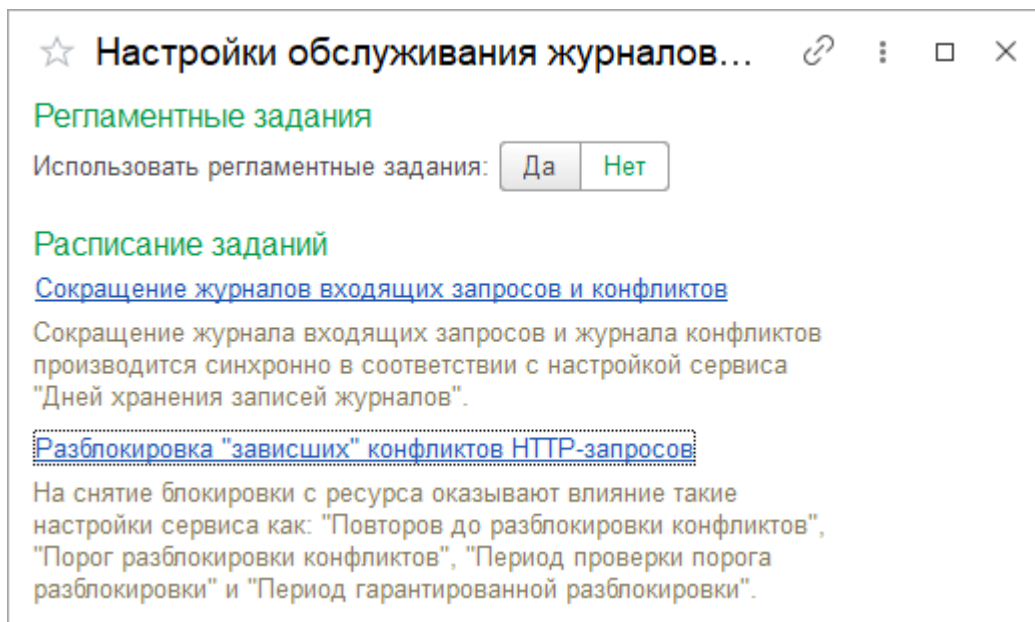 Настройки обслуживания журналов...
Регламентные задания
Использовать регламентные задания: Да Нет
Расписание заданий
Сокращение журналов входящих запросов и конфликтов
Сокращение журнала входящих запросов и журнала конфликтов
производится синхронно в соответствии с настройкой сервиса
"Дней хранения записей журналов".
Разблокировка "зависших" конфликтов HTTP-запросов
На снятие блокировки с ресурса оказывают влияние такие
настройки сервиса как: "Повторов до разблокировки конфликтов",
"Порог разблокировки конфликтов", "Период проверки порога
разблокировки" и "Период гарантированной разблокировки".